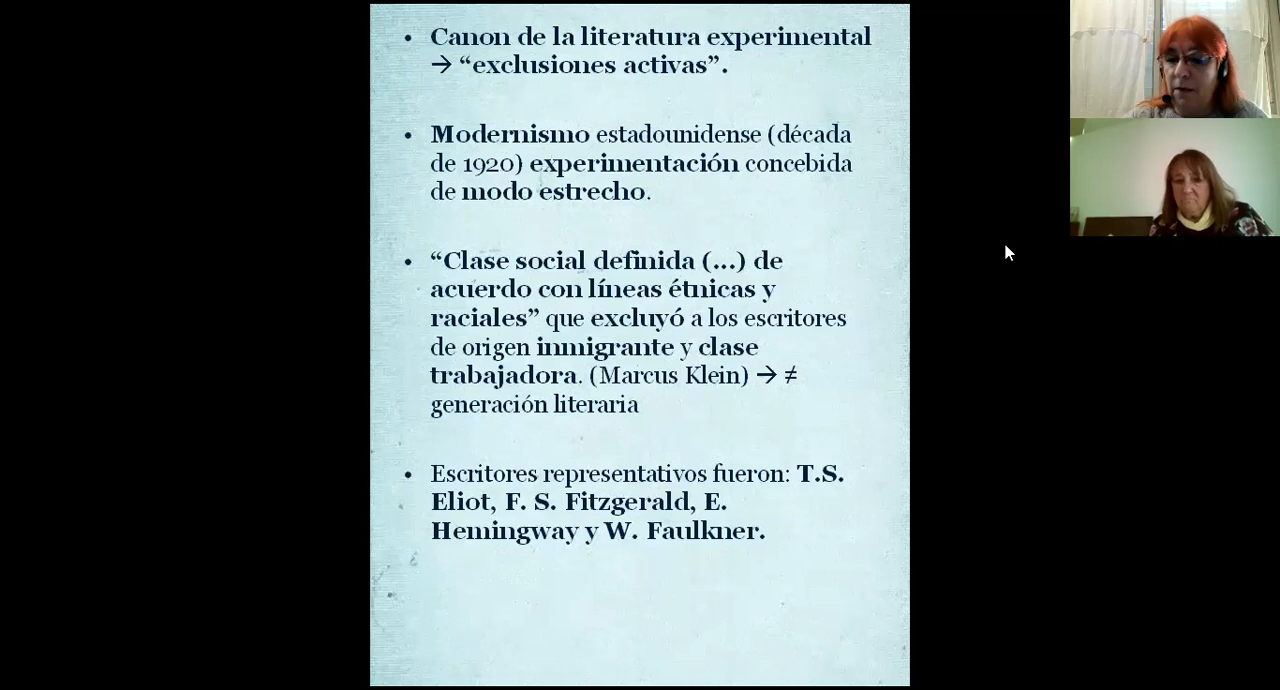 • Canon de la literatura experimental
→ “exclusiones activas”.
• Modernismo estadounidense (década
de 1920) experimentación concebida
de modo estrecho.
• “Clase social definida (...) de
acuerdo con líneas étnicas y
raciales” que excluyó a los escritores
de origen inmigrante y clase
trabajadora. (Marcus Klein) → ≠
generación literaria
• Escritores representativos fueron: T.S.
Eliot, F. S. Fitzgerald, E.
Hemingway y W. Faulkner.